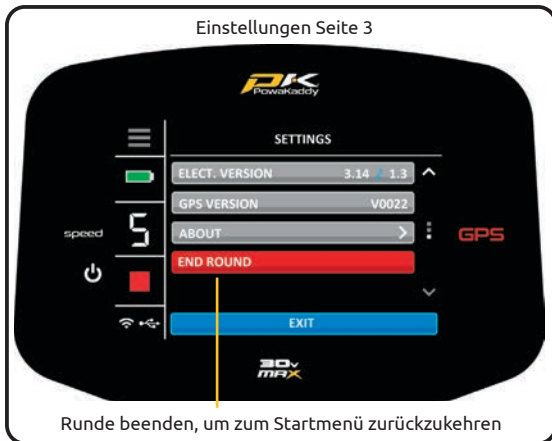 Einstellungen Seite 3
PK
PowaKaddy
SETTINGS
ELECT. VERSION 3.14 / 1.3
GPS VERSION V0022
ABOUT
END ROUND
EXIT
speed
5
GPS
30V
MAX
Runde beenden, um zum Startmenü zurückzukehren